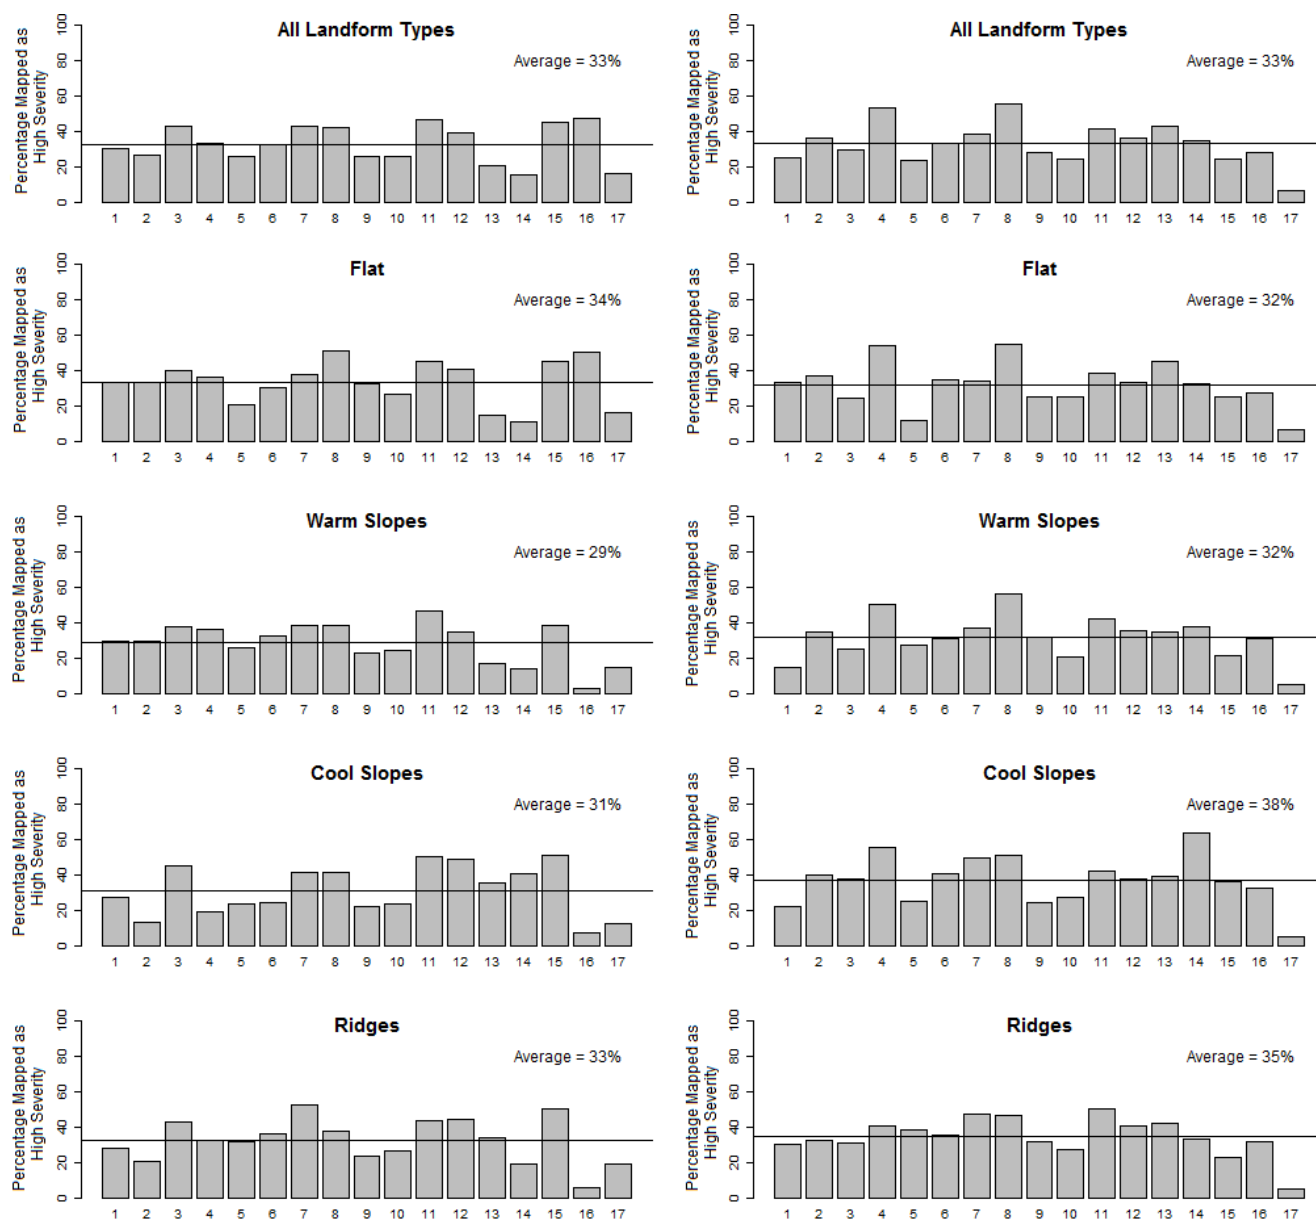 All Landform Types
Average = 33%
Percentage Mapped as
High Severity
0 20 40 60 80 100
1 2 3 4 5 6 7 8 9 10 11 12 13 14 15 16 17
All Landform Types
Average = 33%
Percentage Mapped as
High Severity
0 20 40 60 80 100
1 2 3 4 5 6 7 8 9 10 11 12 13 14 15 16 17
Flat
Average = 34%
Percentage Mapped as
High Severity
0 20 40 60 80 100
1 2 3 4 5 6 7 8 9 10 11 12 13 14 15 16 17
Flat
Average = 32%
Percentage Mapped as
High Severity
0 20 40 60 80 100
1 2 3 4 5 6 7 8 9 10 11 12 13 14 15 16 17
Warm Slopes
Average = 29%
Percentage Mapped as
High Severity
0 20 40 60 80 100
1 2 3 4 5 6 7 8 9 10 11 12 13 14 15 16 17
Warm Slopes
Average = 32%
Percentage Mapped as
High Severity
0 20 40 60 80 100
1 2 3 4 5 6 7 8 9 10 11 12 13 14 15 16 17
Cool Slopes
Average = 31%
Percentage Mapped as
High Severity
0 20 40 60 80 100
1 2 3 4 5 6 7 8 9 10 11 12 13 14 15 16 17
Cool Slopes
Average = 38%
Percentage Mapped as
High Severity
0 20 40 60 80 100
1 2 3 4 5 6 7 8 9 10 11 12 13 14 15 16 17
Ridges
Average = 33%
Percentage Mapped as
High Severity
0 20 40 60 80 100
1 2 3 4 5 6 7 8 9 10 11 12 13 14 15 16 17
Ridges
Average = 35%
Percentage Mapped as
High Severity
0 20 40 60 80 100
1 2 3 4 5 6 7 8 9 10 11 12 13 14 15 16 17